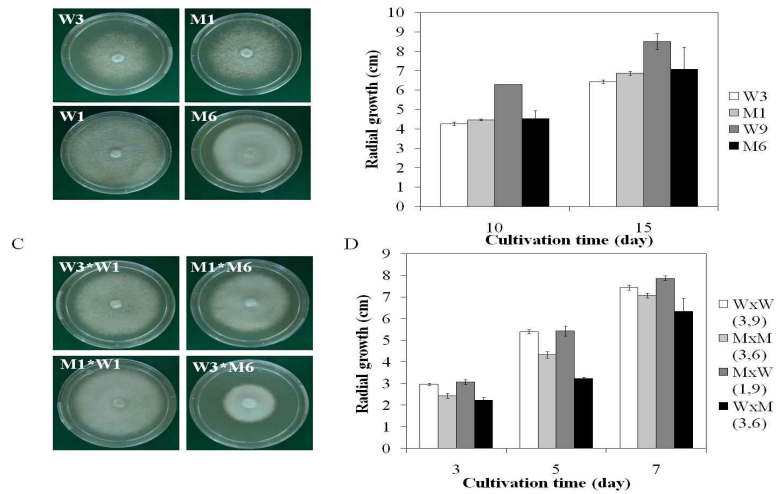 W3
M1
W1
M6
Radial growth (cm)
10
9
8
7
6
5
4
3
2
1
0
10
15
Cultivation time (day)
W3
M1
W9
M6
C
W3*W1
M1*M6
M1*W1
W3*M6
D
Radial growth (cm)
9
8
7
6
5
4
3
2
1
0
3
5
7
Cultivation time (day)
WxW
(3,9)
MxM
(3,6)
MxW
(1,9)
WxM
(3,6)